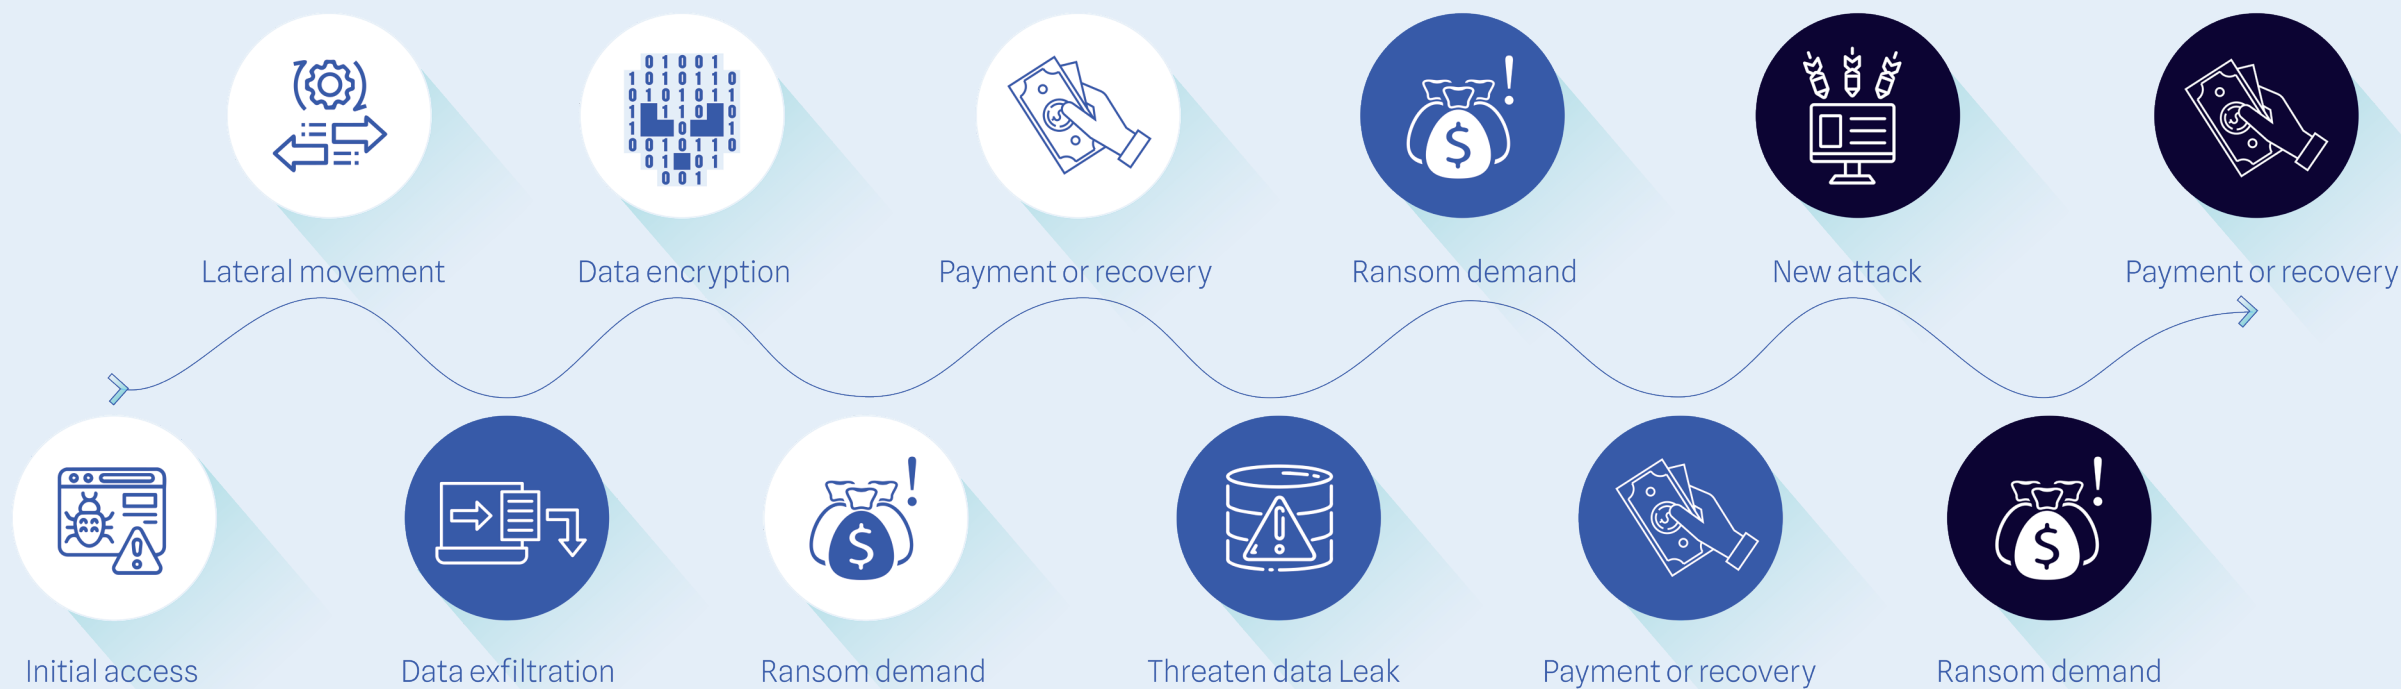 Lateral movement
Data encryption
Payment or recovery
Ransom demand
New attack
Payment or recovery
Initial access
Data exfiltration
Ransom demand
Threaten data Leak
Payment or recovery
Ransom demand